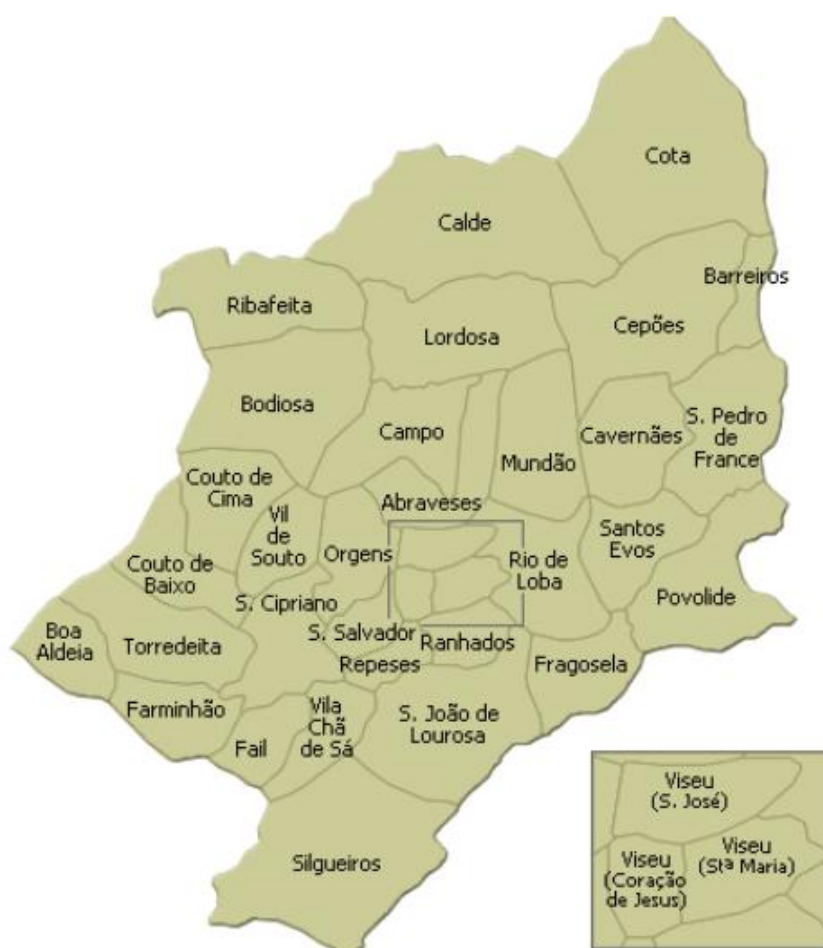 Cota
Calde
Barreiros
Ribafeita
Cepões
Lordosa
Bodiosa
S. Pedro
de
France
Campo
Cavernães
Mundão
Couto de
Cima
Abraveses
Vil
de
Souto
Santos
Evos
Orgens
Rio de
Loba
Couto de
Baixo
Povolide
S. Cipriano
S. Salvador
Boa
Aldeia
Torredeita
Ranhados
Repeses
Fragosela
Farminhão
Vila
Chã
de Sá
S. João de
Lourosa
Fail
Silgueiros
Viseu
(S. José)
Viseu
(Stª Maria)
Viseu
(Coração
de Jesus)